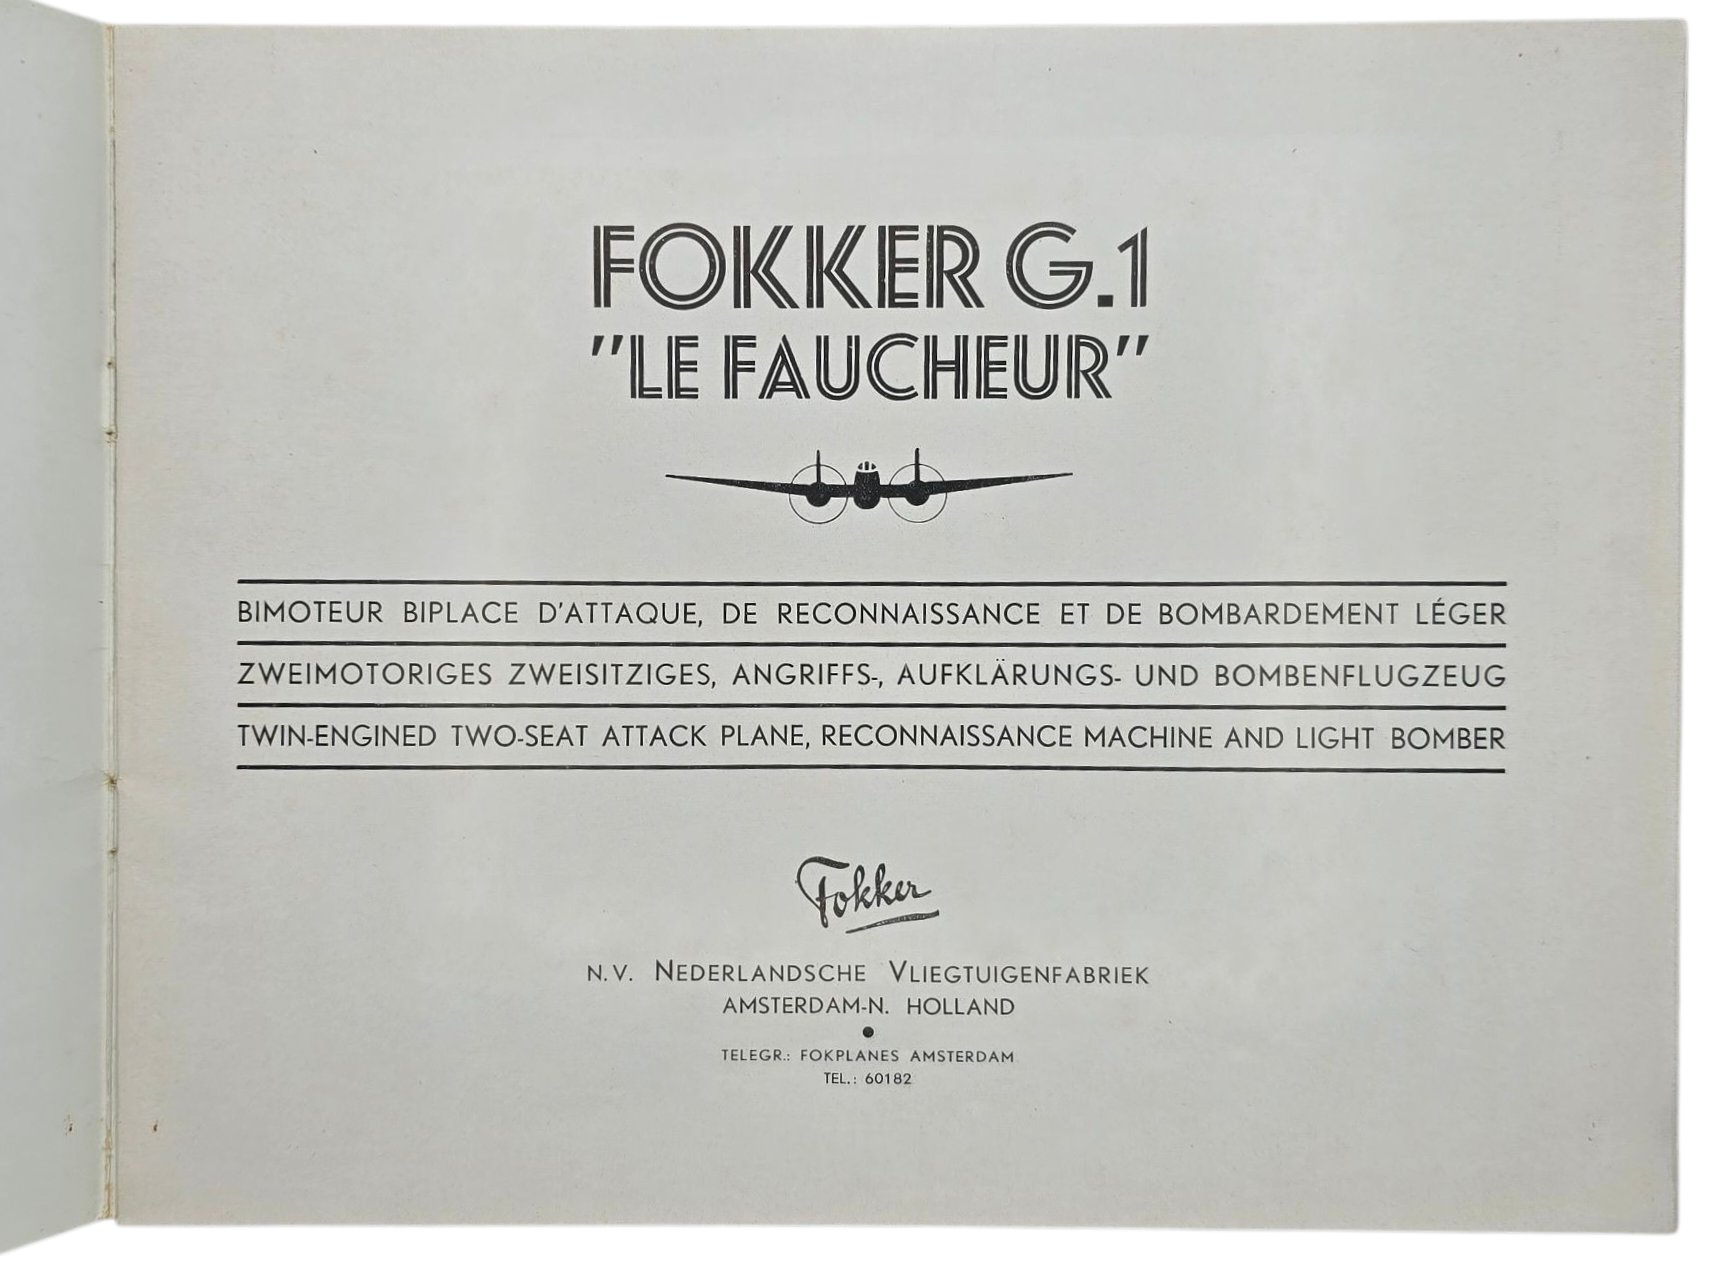 FOKKER G.1
"LE FAUCHEUR"
BIMOTEUR BIPLACE D'ATTAQUE, DE RECONNAISSANCE ET DE BOMBARDEMENT LÉGER
ZWEIMOTORIGES ZWEISITZIGES, ANGRIFFS-, AUFKLÄRUNGS- UND BOMBENFLUGZEUG
TWIN-ENGINED TWO-SEAT ATTACK PLANE, RECONNAISSANCE MACHINE AND LIGHT BOMBER
Fokker
N.V. NEDERLANDSCHE VLIEGTUIGENFABRIEK
AMSTERDAM-N. HOLLAND
TELEGR.: FOKPLANES AMSTERDAM
TEL.: 60182